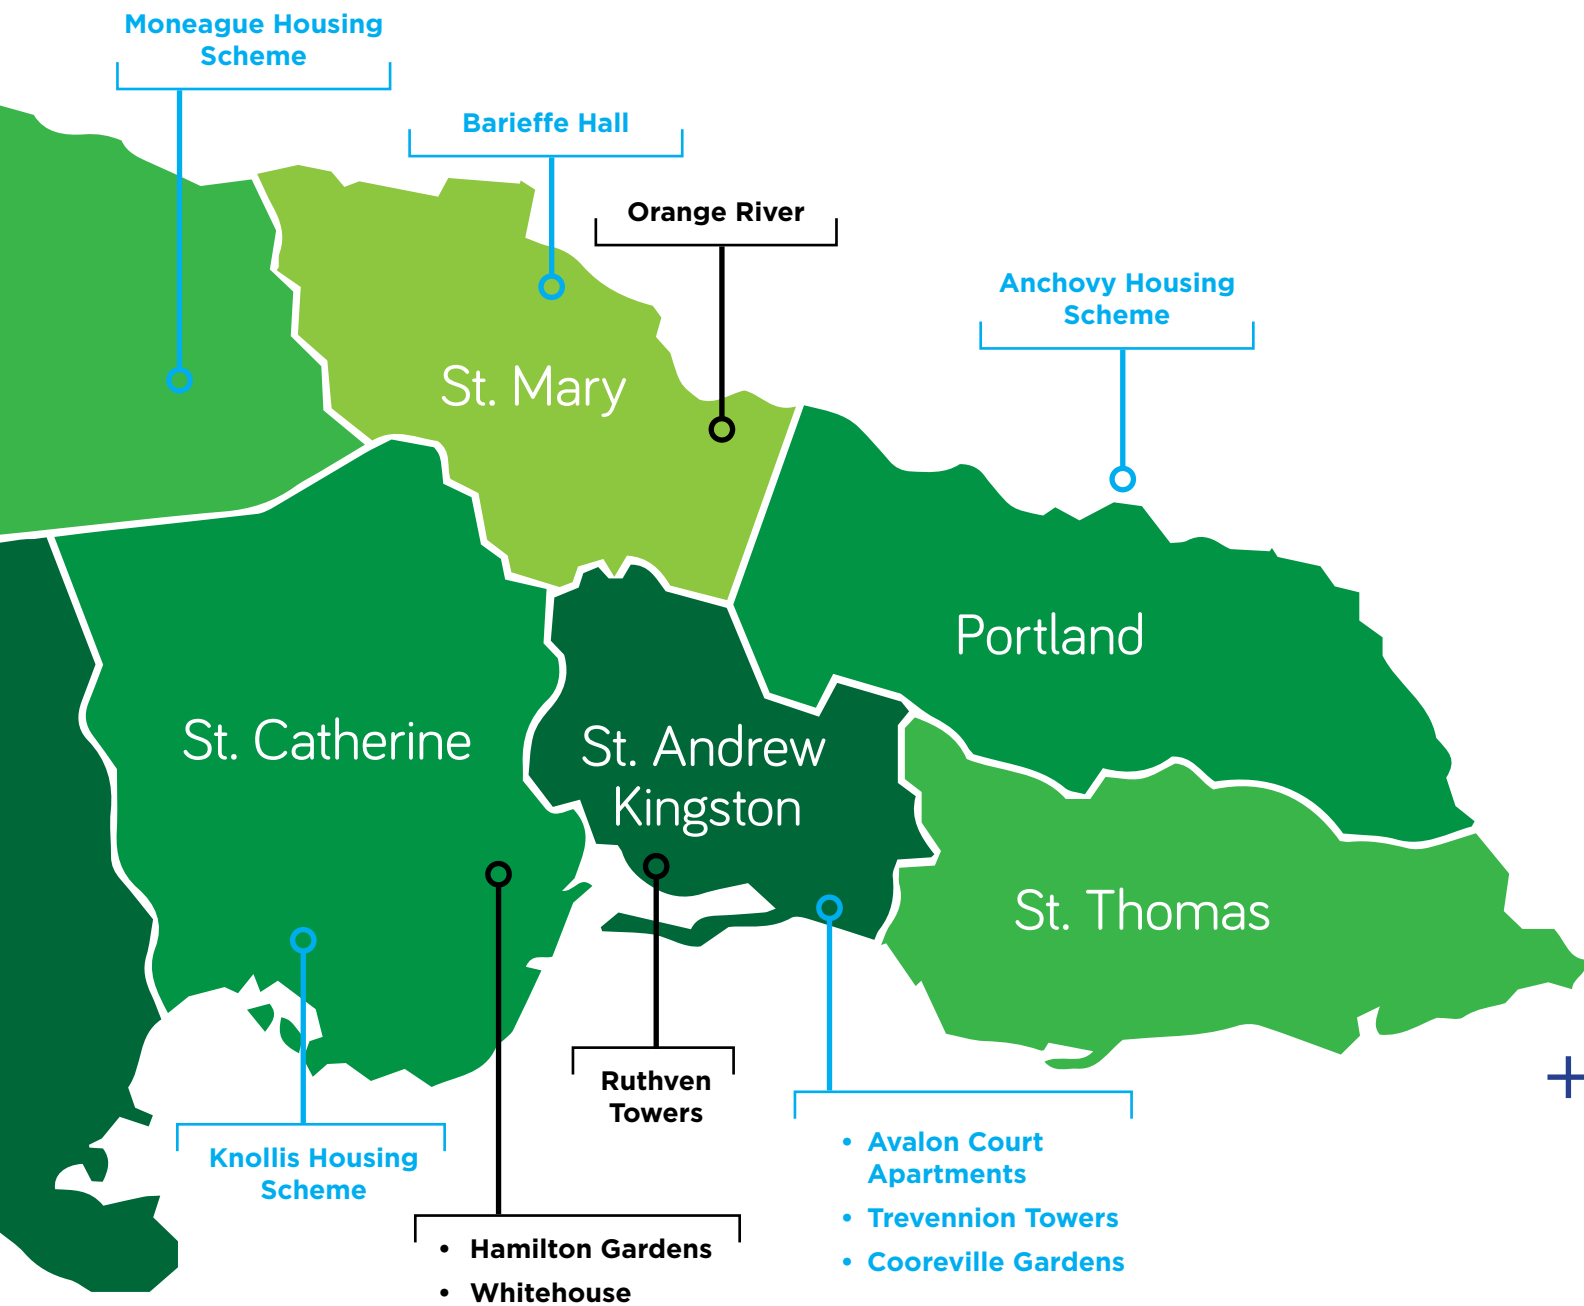 Moneague Housing
Scheme
Barieffe Hall
Orange River
Anchovy Housing
Scheme
St. Mary
Portland
St. Catherine
St. Andrew
Kingston
St. Thomas
Ruthven
Towers
Knollis Housing
Scheme
• Avalon Court
Apartments
• Trevennion Towers
• Cooreville Gardens
• Hamilton Gardens
• Whitehouse